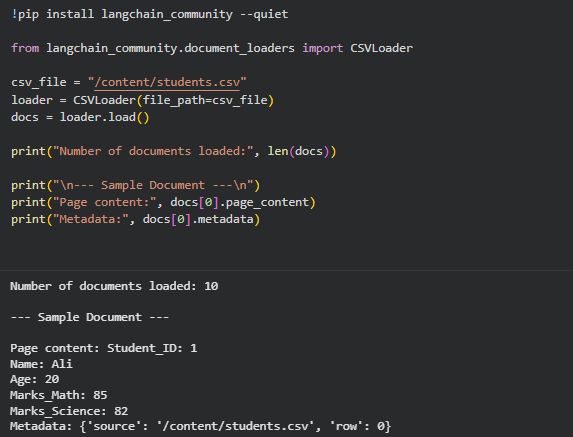 !pip install langchain_community --quiet
from langchain_community.document_loaders import CSVLoader
csv_file = "/content/students.csv"
loader = CSVLoader(file_path=csv_file)
docs = loader.load()
print("Number of documents loaded:", len(docs))
print("\n--- Sample Document ---\n")
print("Page content:", docs[0].page_content)
print("Metadata:", docs[0].metadata)
Number of documents loaded: 10
--- Sample Document ---
Page content: Student_ID: 1
Name: Ali
Age: 20
Marks_Math: 85
Marks_Science: 82
Metadata: {'source': '/content/students.csv', 'row': 0}